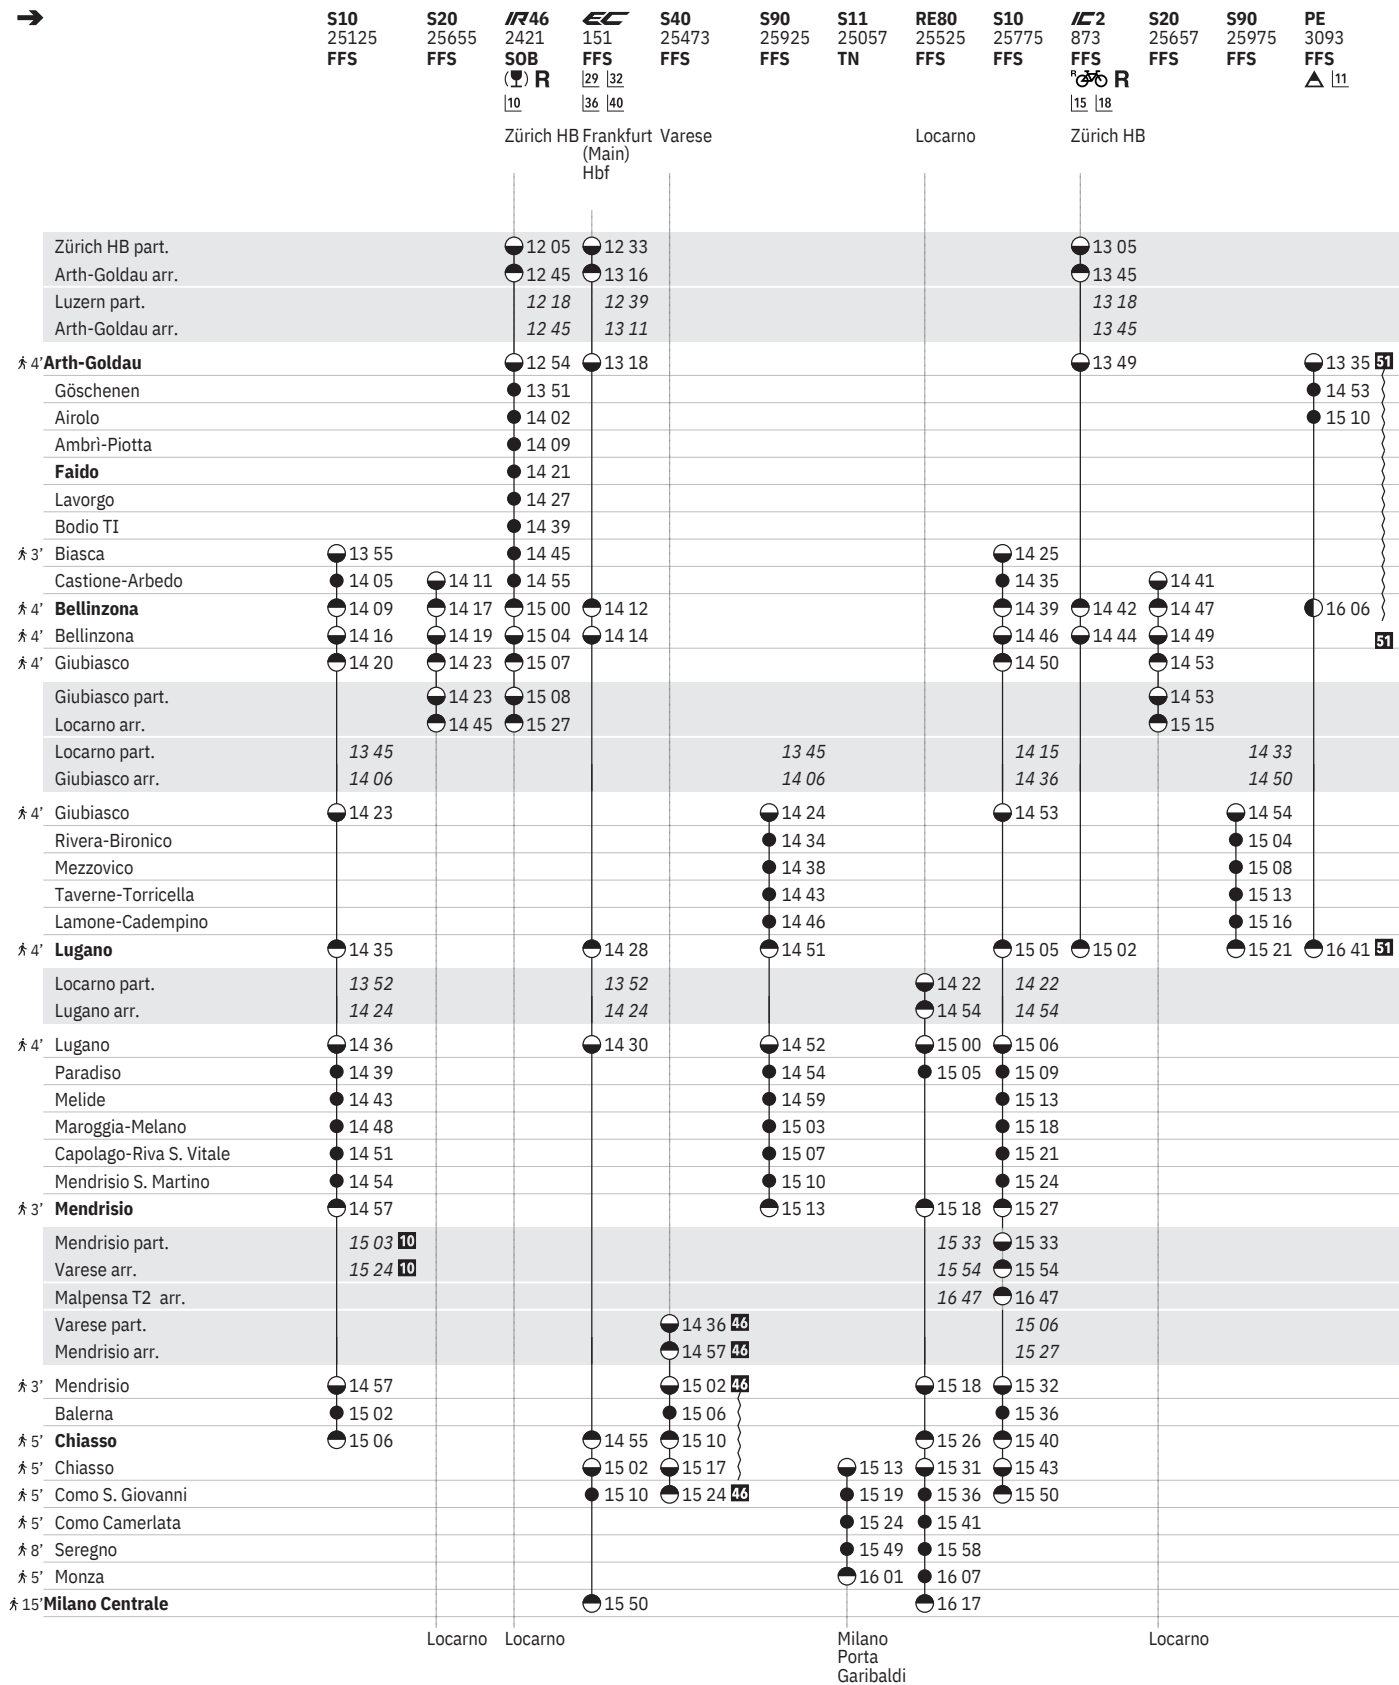 ➔ S10 S20 IR46 EC S40 S90 S11 RE80 S10 IC2 S20 S90 PE
25125 25655 2421 151 25473 25925 25057 25525 25775 873 25657 25975 3093
FFS FFS SOB FFS FFS FFS TN FFS FFS FFS FFS FFS FFS
R 29 32 R R 11
10 36 40 15 18
Zürich HB Frankfurt Varese Locarno Zürich HB
(Main)
Hbf
Zürich HB part. 12 05 12 33 13 05
Arth-Goldau arr. 12 45 13 16 13 45
Luzern part. 12 18 12 39 13 18
Arth-Goldau arr. 12 45 13 11 13 45
4’ Arth-Goldau 12 54 13 18 13 49 13 35 51
Göschenen 13 51 14 53
Airolo 14 02 15 10
Ambrì-Piotta 14 09
Faido 14 21
Lavorgo 14 27
Bodio TI 14 39
3’ Biasca 13 55 14 45 14 25
Castione-Arbedo 14 05 14 11 14 55 14 35 14 41
4’ Bellinzona 14 09 14 17 15 00 14 12 14 39 14 42 14 47 16 06
4’ Bellinzona 14 16 14 19 15 04 14 14 14 46 14 44 14 49 51
4’ Giubiasco 14 20 14 23 15 07 14 50 14 53
Giubiasco part. 14 23 15 08 14 53
Locarno arr. 14 45 15 27 15 15
Locarno part. 13 45 13 45 14 15 14 33
Giubiasco arr. 14 06 14 06 14 36 14 50
4’ Giubiasco 14 23 14 24 14 53 14 54
Rivera-Bironico 14 34 15 04
Mezzovico 14 38 15 08
Taverne-Torricella 14 43 15 13
Lamone-Cadempino 14 46 15 16
4’ Lugano 14 35 14 28 14 51 15 05 15 02 15 21 16 41 51
Locarno part. 13 52 13 52 14 22 14 22
Lugano arr. 14 24 14 24 14 54 14 54
4’ Lugano 14 36 14 30 14 52 15 00 15 06
Paradiso 14 39 14 54 15 05 15 09
Melide 14 43 14 59 15 13
Maroggia-Melano 14 48 15 03 15 18
Capolago-Riva S. Vitale 14 51 15 07 15 21
Mendrisio S. Martino 14 54 15 10 15 24
3’ Mendrisio 14 57 15 13 15 18 15 27
Mendrisio part. 15 03 10 15 33 15 33
Varese arr. 15 24 10 15 54 15 54
Malpensa T2 arr. 16 47 16 47
Varese part. 14 36 46 15 06
Mendrisio arr. 14 57 46 15 27
3’ Mendrisio 14 57 15 02 46 15 18 15 32
Balerna 15 02 15 06 15 36
5’ Chiasso 15 06 14 55 15 10 15 26 15 40
5’ Chiasso 15 02 15 17 15 13 15 31 15 43
5’ Como S. Giovanni 15 10 15 24 46 15 19 15 36 15 50
5’ Como Camerlata 15 24 15 41
8’ Seregno 15 49 15 58
5’ Monza 16 01 16 07
15’ Milano Centrale 15 50 16 17
Locarno Locarno Milano Locarno
Porta
Garibaldi